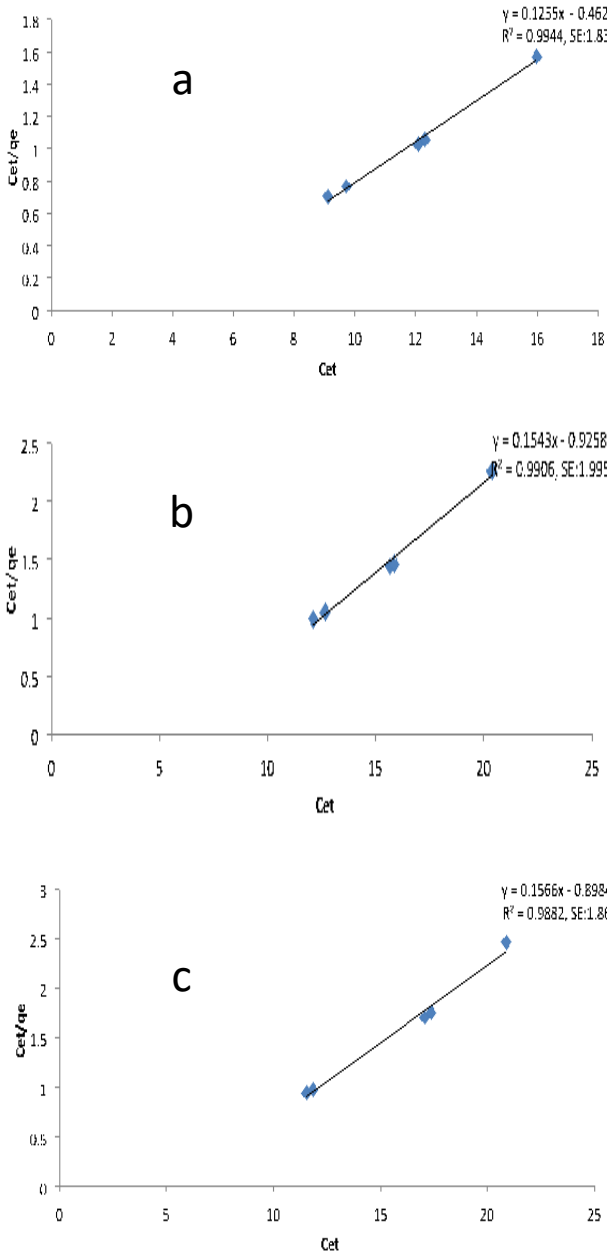 y = 0.1255x - 0.462
R² = 0.9944, SE:1.83
a
1.8
1.6
1.4
1.2
1
0.8
0.6
0.4
0.2
0
Cet/qe
0 2 4 6 8 10 12 14 16 18
Cet
y = 0.1543x - 0.9258
R² = 0.9906, SE:1.995
b
2.5
2
1.5
1
0.5
0
Cet/qe
0 5 10 15 20 25
Cet
y = 0.1566x - 0.8984
R² = 0.9882, SE:1.86
c
3
2.5
2
1.5
1
0.5
0
Cet/qe
0 5 10 15 20 25
Cet